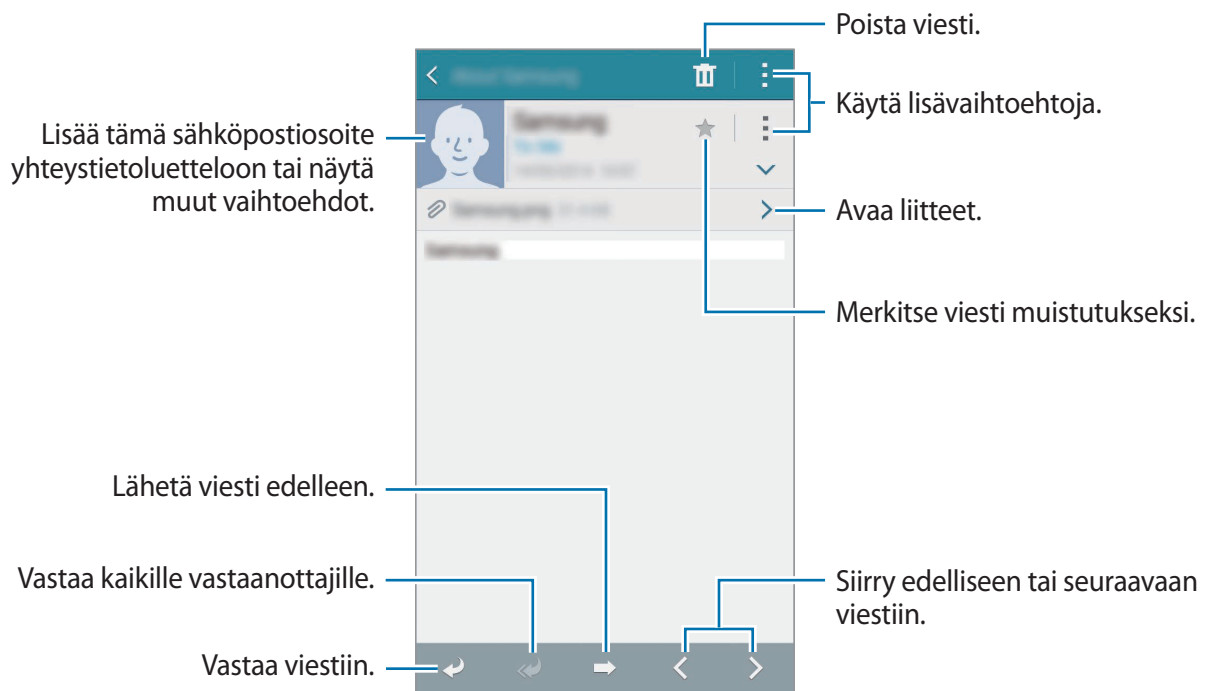 Poista viesti.
Käytä lisävaihtoehtoja.
Lisää tämä sähköpostiosoite
yhteystietoluetteloon tai näytä
muut vaihtoehdot.
Avaa liitteet.
Merkitse viesti muistutukseksi.
Lähetä viesti edelleen.
Vastaa kaikille vastaanottajille.
Siirry edelliseen tai seuraavaan
viestiin.
Vastaa viestiin.